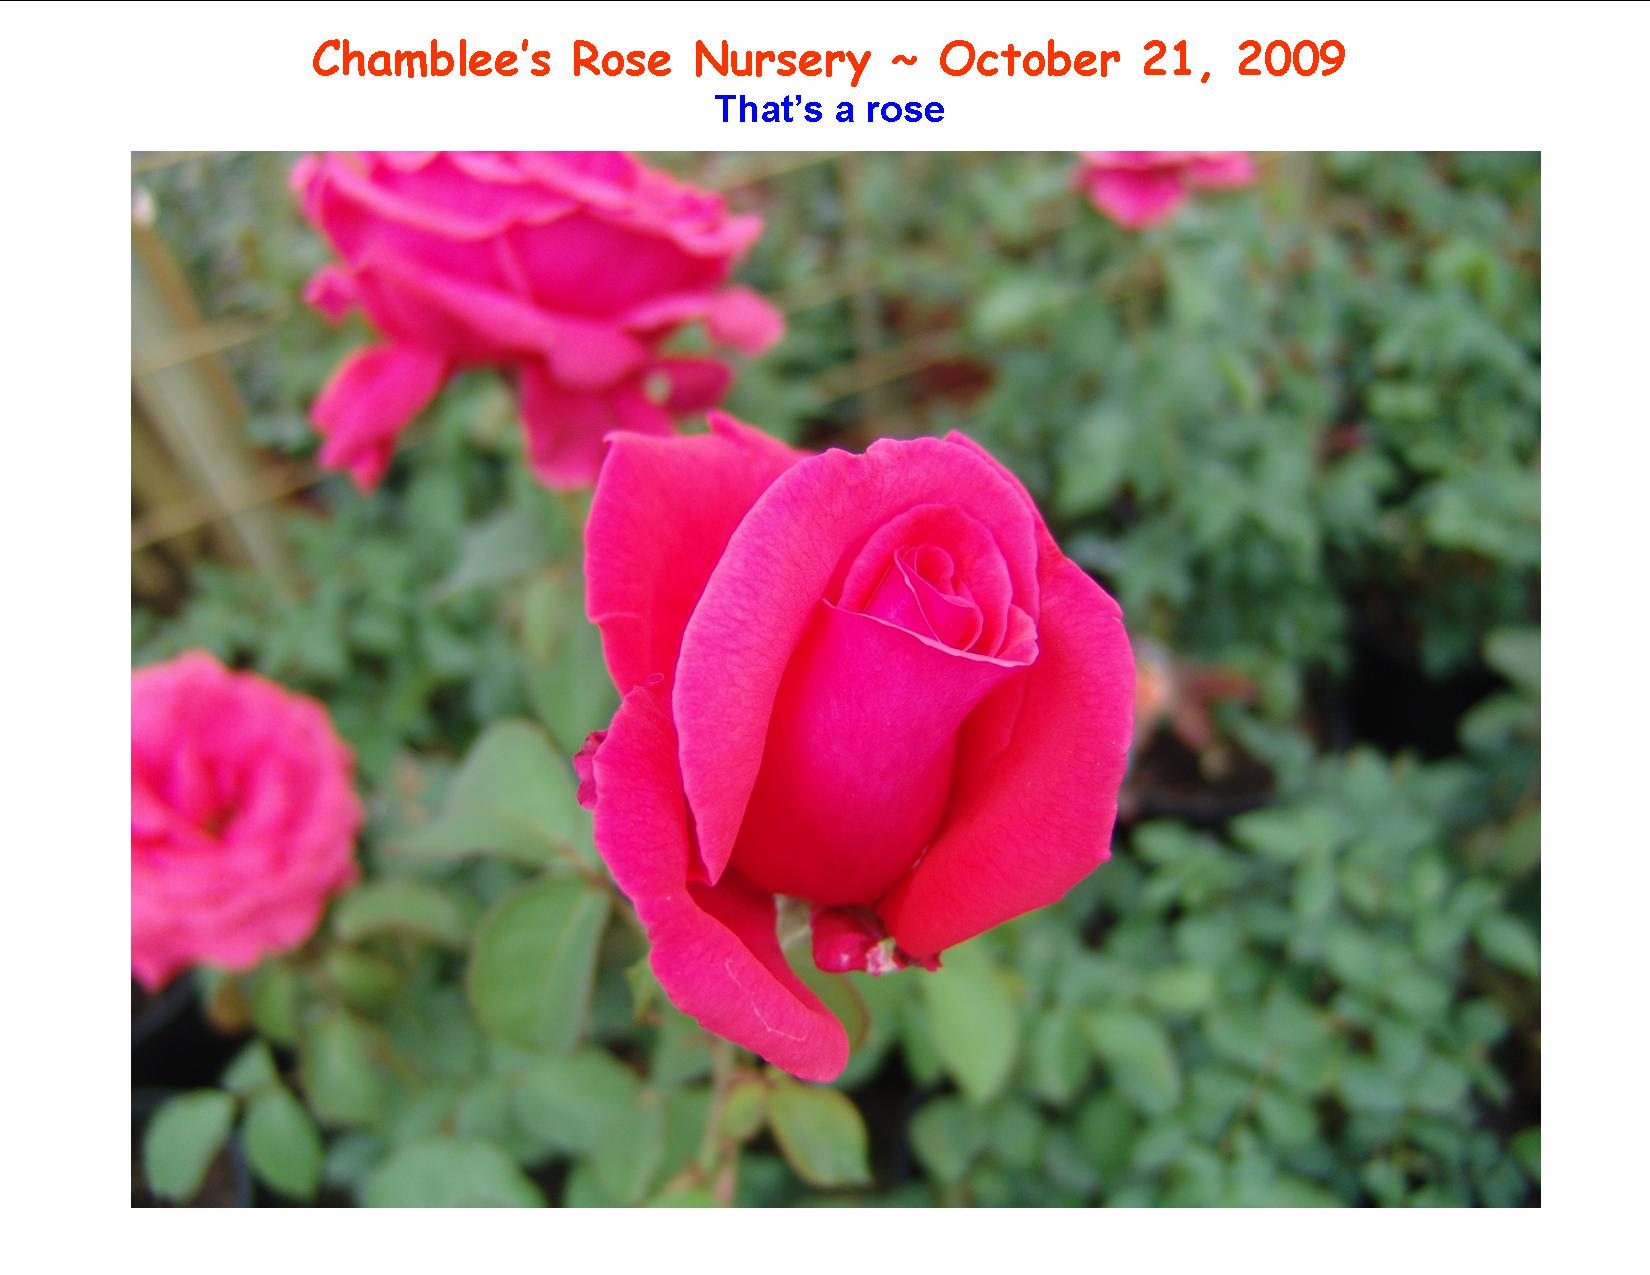 Chamblee's Rose Nursery ~ October 21, 2009
That's a rose